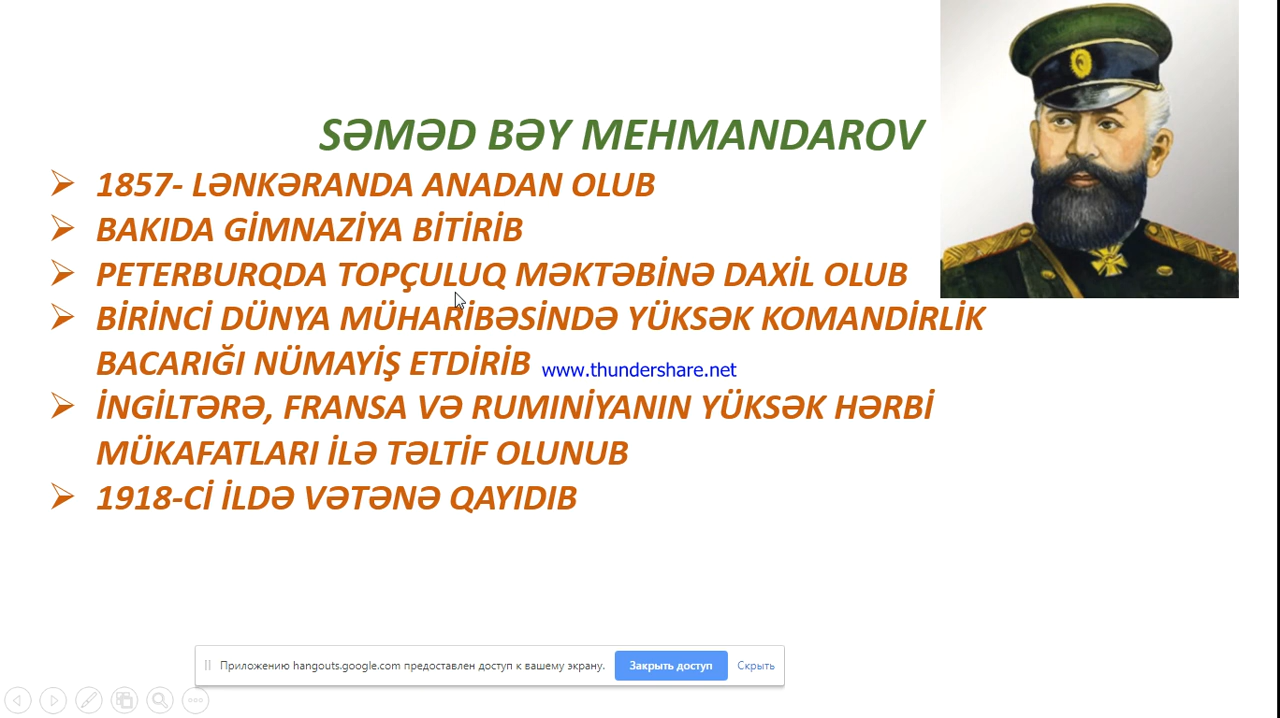 SƏMƏD BƏY MEHMANDAROV
1857- LƏNKƏRANDA ANADAN OLUB
BAKIDA GİMNAZİYA BİTİRİB
PETERBURQDA TOPÇULUQ MƏKTƏBİNƏ DAXİL OLUB
BİRİNCİ DÜNYA MÜHARİBƏSİNDƏ YÜKSƏK KOMANDİRLİK
BACARIĞI NÜMAYİŞ ETDİRİB www.thundershare.net
İNGİLTƏRƏ, FRANSA VƏ RUMINİYANIN YÜKSƏK HƏRBİ
MÜKAFATLARI İLƏ TƏLTİF OLUNUB
1918-Cİ İLDƏ VƏTƏNƏ QAYIDIB
Приложению hangouts.google.com предоставлен доступ к вашему экрану. Закрыть доступ Скрыть